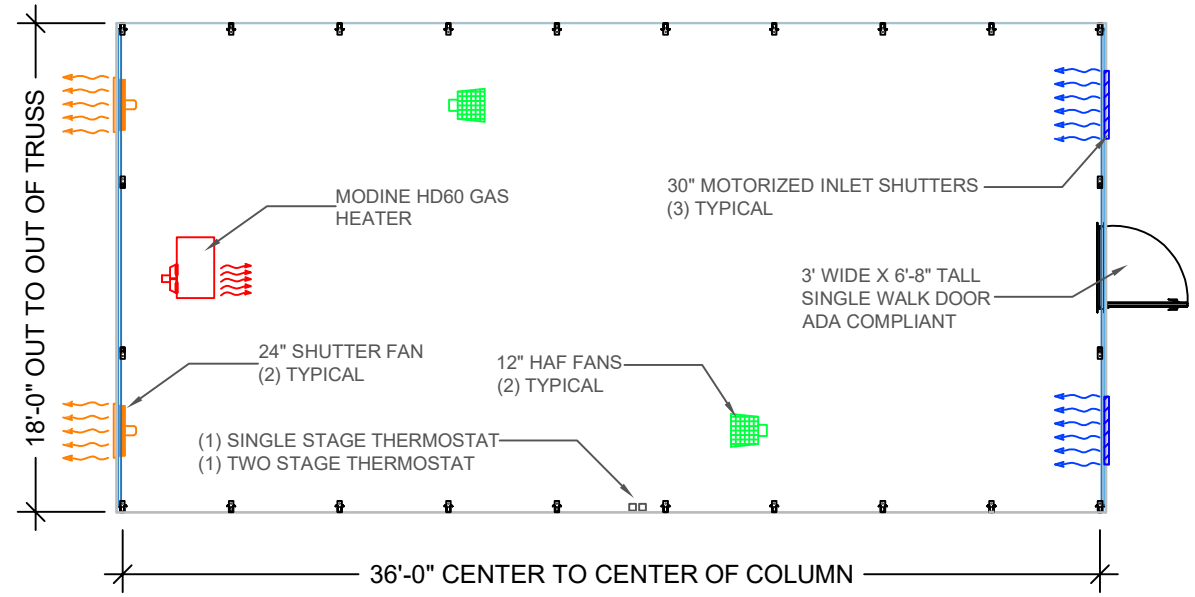 18'-0" OUT TO OUT OF TRUSS
MODINE HD60 GAS
HEATER
30" MOTORIZED INLET SHUTTERS
(3) TYPICAL
3' WIDE X 6'-8" TALL
SINGLE WALK DOOR
ADA COMPLIANT
24" SHUTTER FAN
(2) TYPICAL
12" HAF FANS
(2) TYPICAL
(1) SINGLE STAGE THERMOSTAT
(1) TWO STAGE THERMOSTAT
36'-0" CENTER TO CENTER OF COLUMN